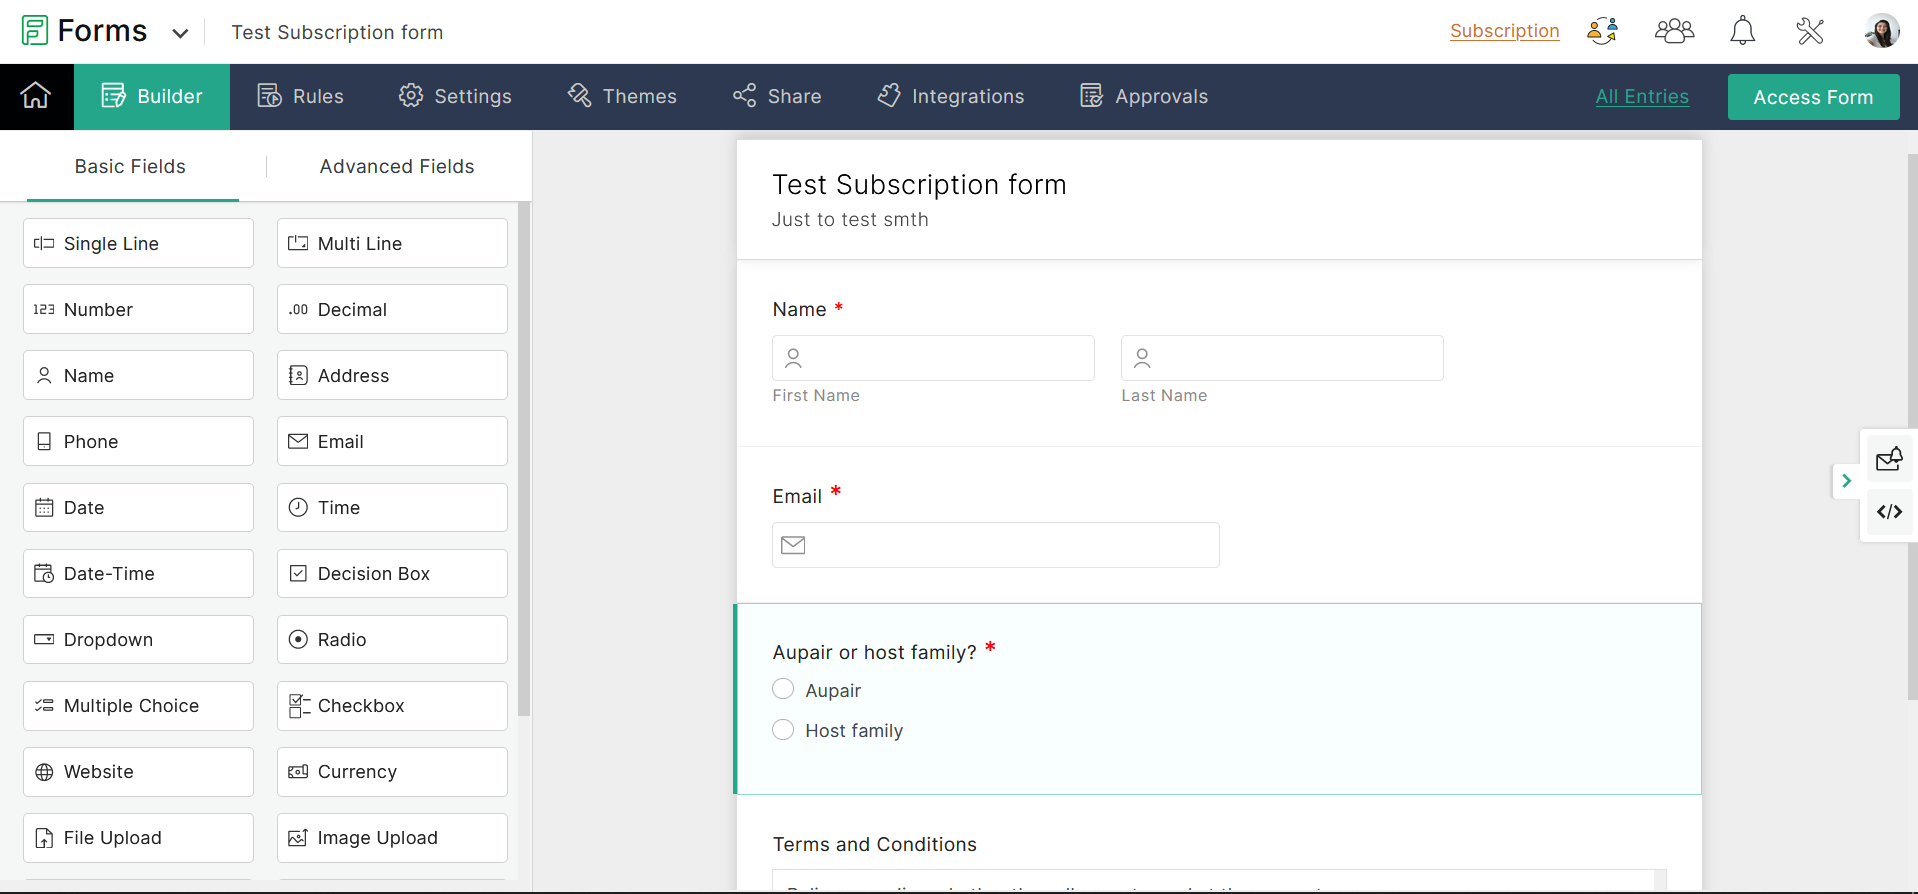 Forms
Test Subscription form
Subscription
Builder
Rules
Settings
Themes
Share
Integrations
Approvals
All Entries
Access Form
Basic Fields
Advanced Fields
Single Line
Multi Line
123 Number
.00 Decimal
Name
Address
Phone
Email
Date
Time
Date-Time
Decision Box
Dropdown
Radio
Multiple Choice
Checkbox
Website
Currency
File Upload
Image Upload
Test Subscription form
Just to test smth
Name *
First Name
Last Name
Email *
Aupair or host family? *
Aupair
Host family
Terms and Conditions